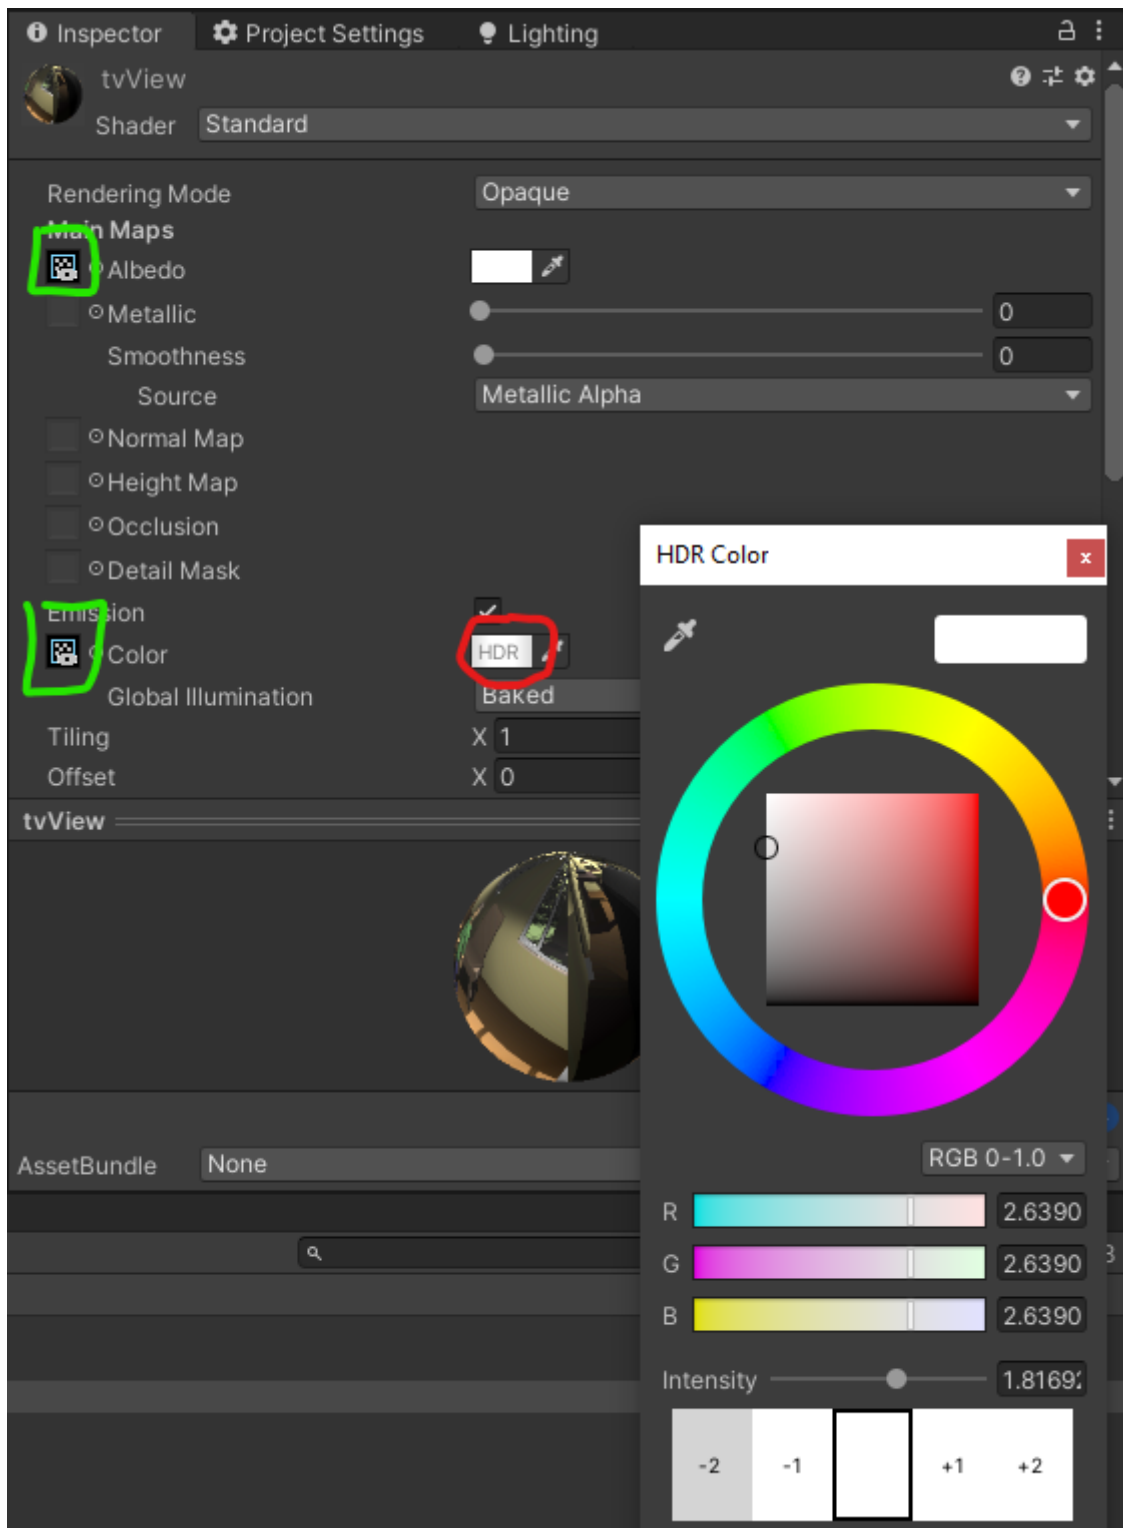 Inspector Project Settings Lighting
tvView
Shader Standard
Rendering Mode Opaque
Main Maps
Albedo
Metallic 0
Smoothness 0
Source Metallic Alpha
Normal Map
Height Map
Occlusion
Detail Mask
Emission
Color HDR
Global Illumination Baked
Tiling X 1
Offset X 0
tvView
AssetBundle None
HDR Color
x
RGB 0-1.0
R 2.6390
G 2.6390
B 2.6390
Intensity 1.8169
-2 -1 +1 +2